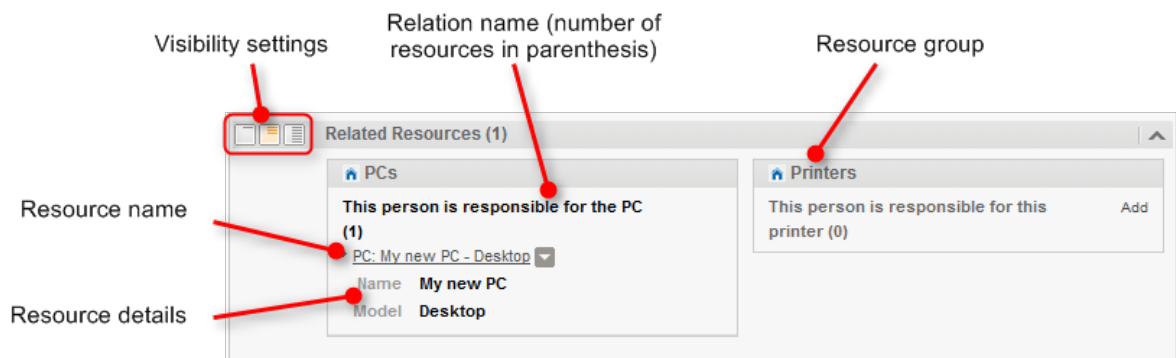 Relation name (number of
resources in parenthesis)
Visibility settings
Resource group
Related Resources (1)
PCs
Printers
This person is responsible for the PC
(1)
This person is responsible for this
printer (0)
Add
Resource name
PC: My new PC - Desktop
Name My new PC
Resource details
Model Desktop